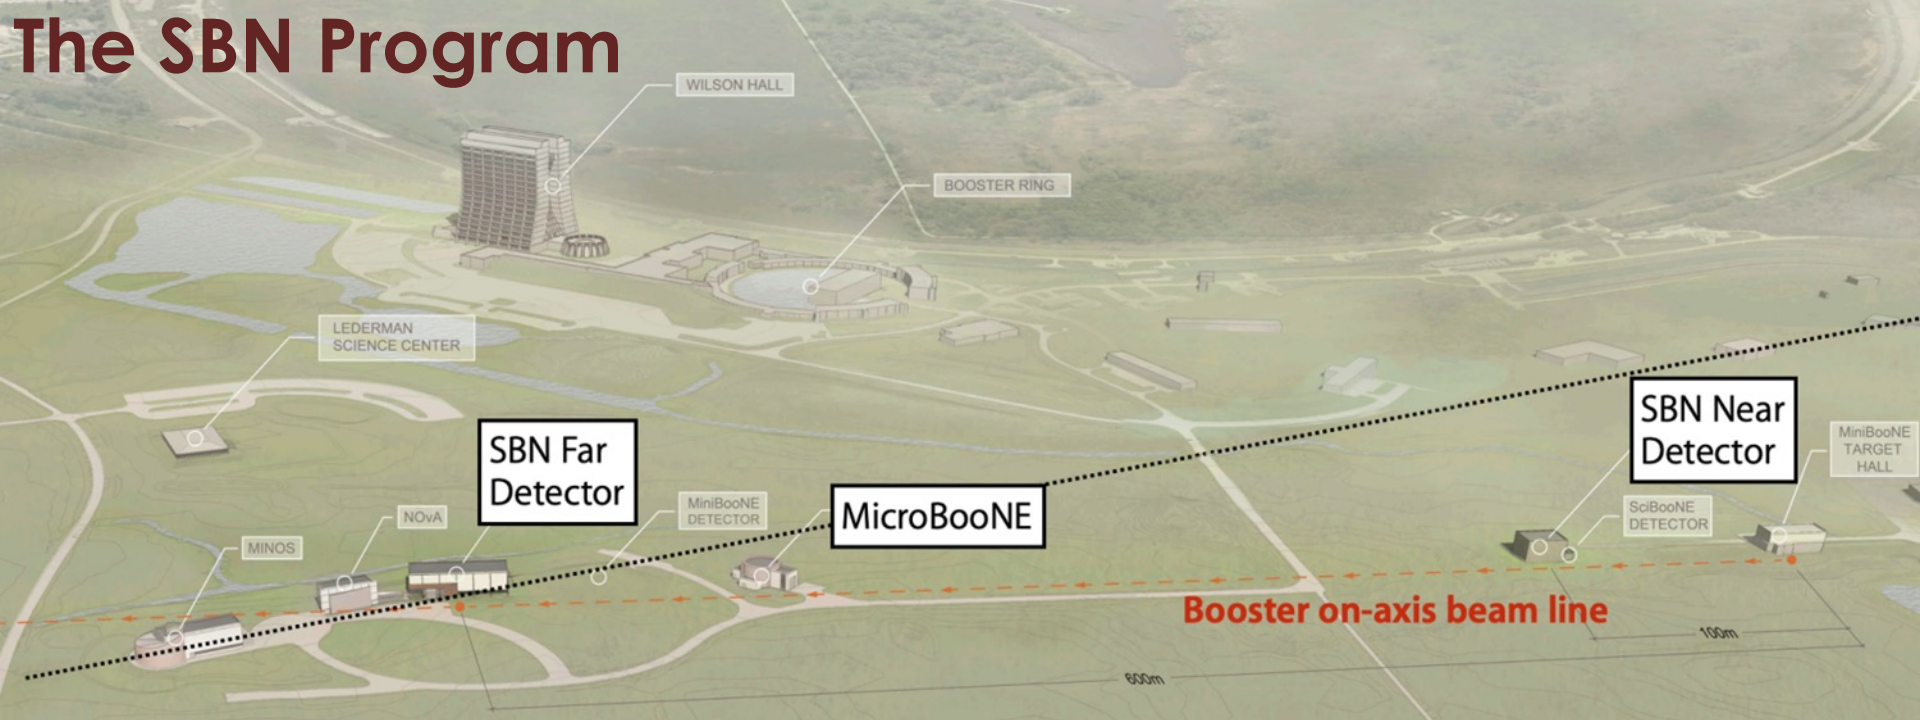 The SBN Program
WILSON HALL
BOOSTER RING
LEDERMAN
SCIENCE CENTER
SBN Far
Detector
SBN Near
Detector
MiniBooNE
TARGET
HALL
NOvA
MiniBooNE
DETECTOR
MicroBooNE
SciBooNE
DETECTOR
MINOS
Booster on-axis beam line
100m
600m